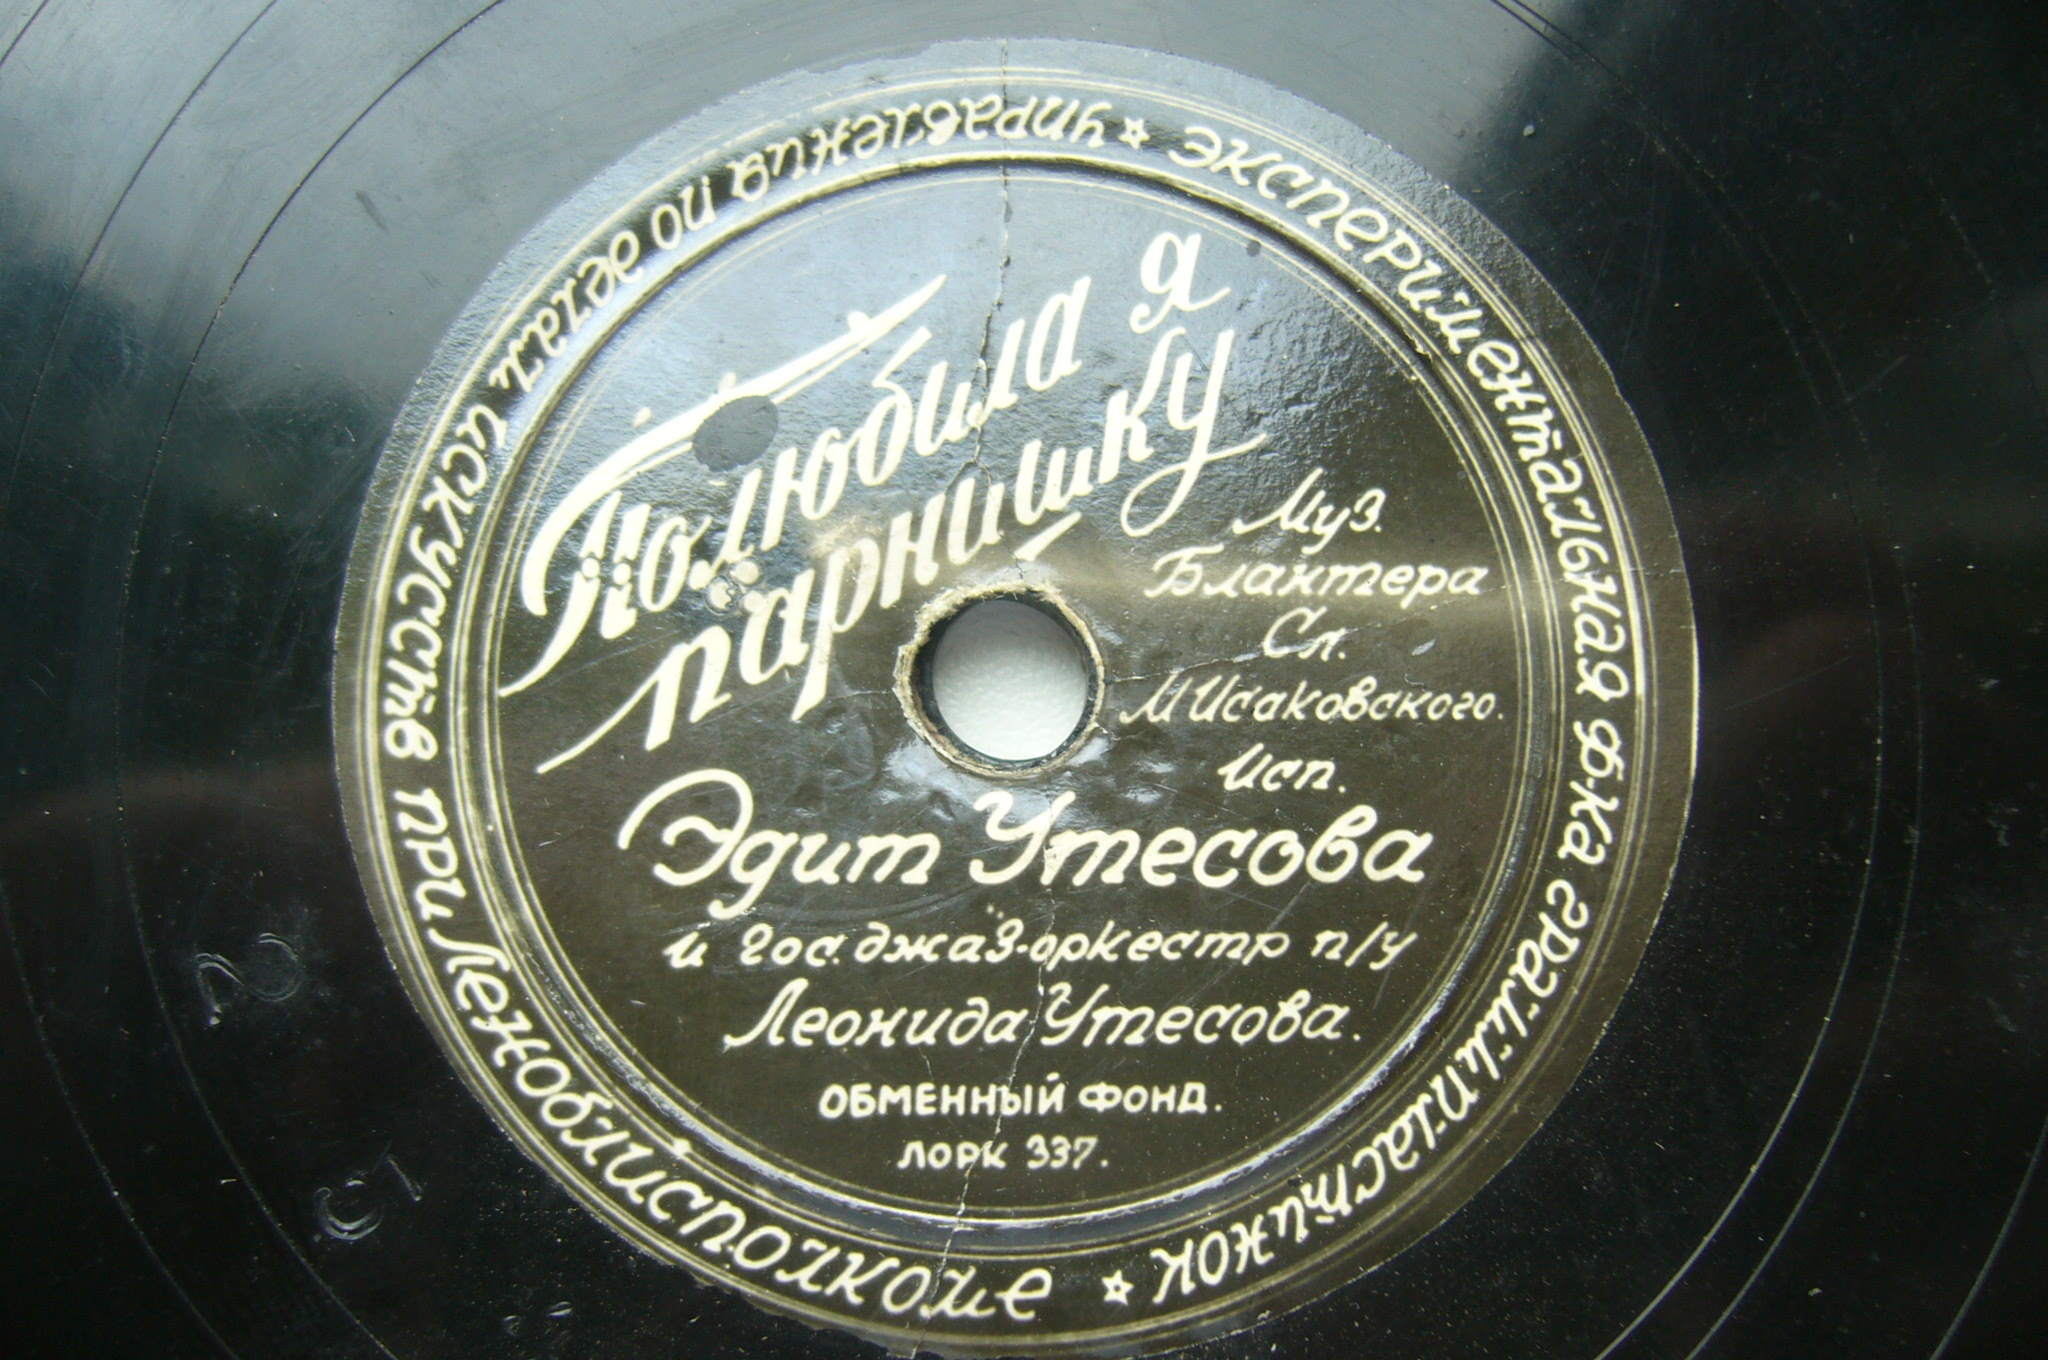 ★ Экспериментальная ф-ка грампластинок ★
Управления по делам искусств при Леноблисполкоме
Полюбила я
парнишку
Муз.
Блантера
Сл.
М Исаковского.
исп.
Эдит Утесова
и гос. джаз-оркестр п/у
Леонида Утесова.
ОБМЕННЫЙ ФОНД.
ЛОРК 337.